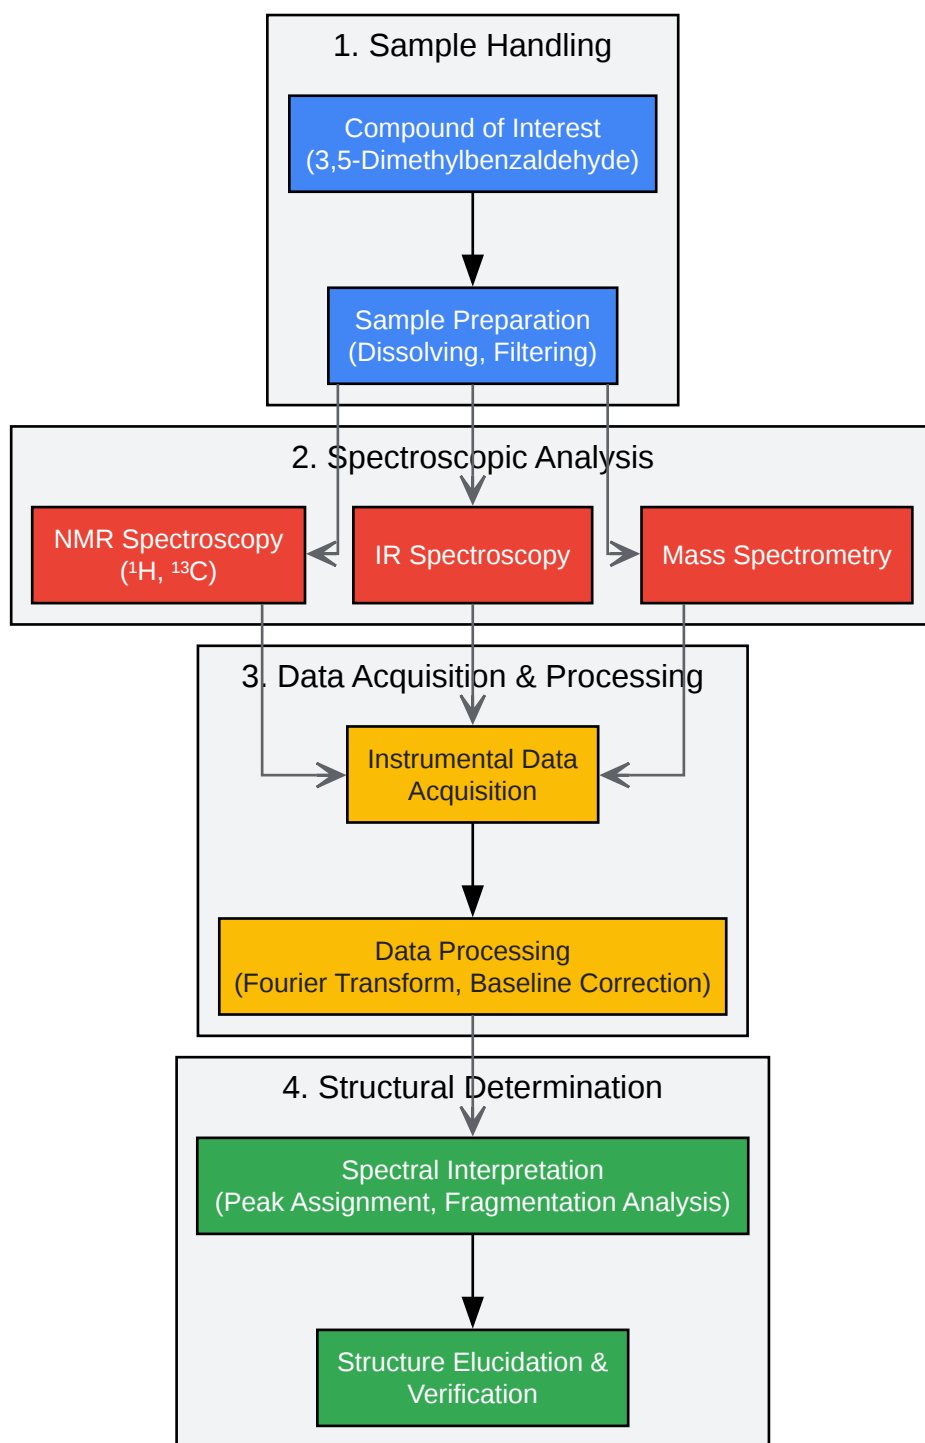 1. Sample Handling
Compound of Interest
(3,5-Dimethylbenzaldehyde)
Sample Preparation
(Dissolving, Filtering)
2. Spectroscopic Analysis
NMR Spectroscopy
(¹H, ¹³C)
IR Spectroscopy
Mass Spectrometry
3. Data Acquisition & Processing
Instrumental Data
Acquisition
Data Processing
(Fourier Transform, Baseline Correction)
4. Structural Determination
Spectral Interpretation
(Peak Assignment, Fragmentation Analysis)
Structure Elucidation &
Verification